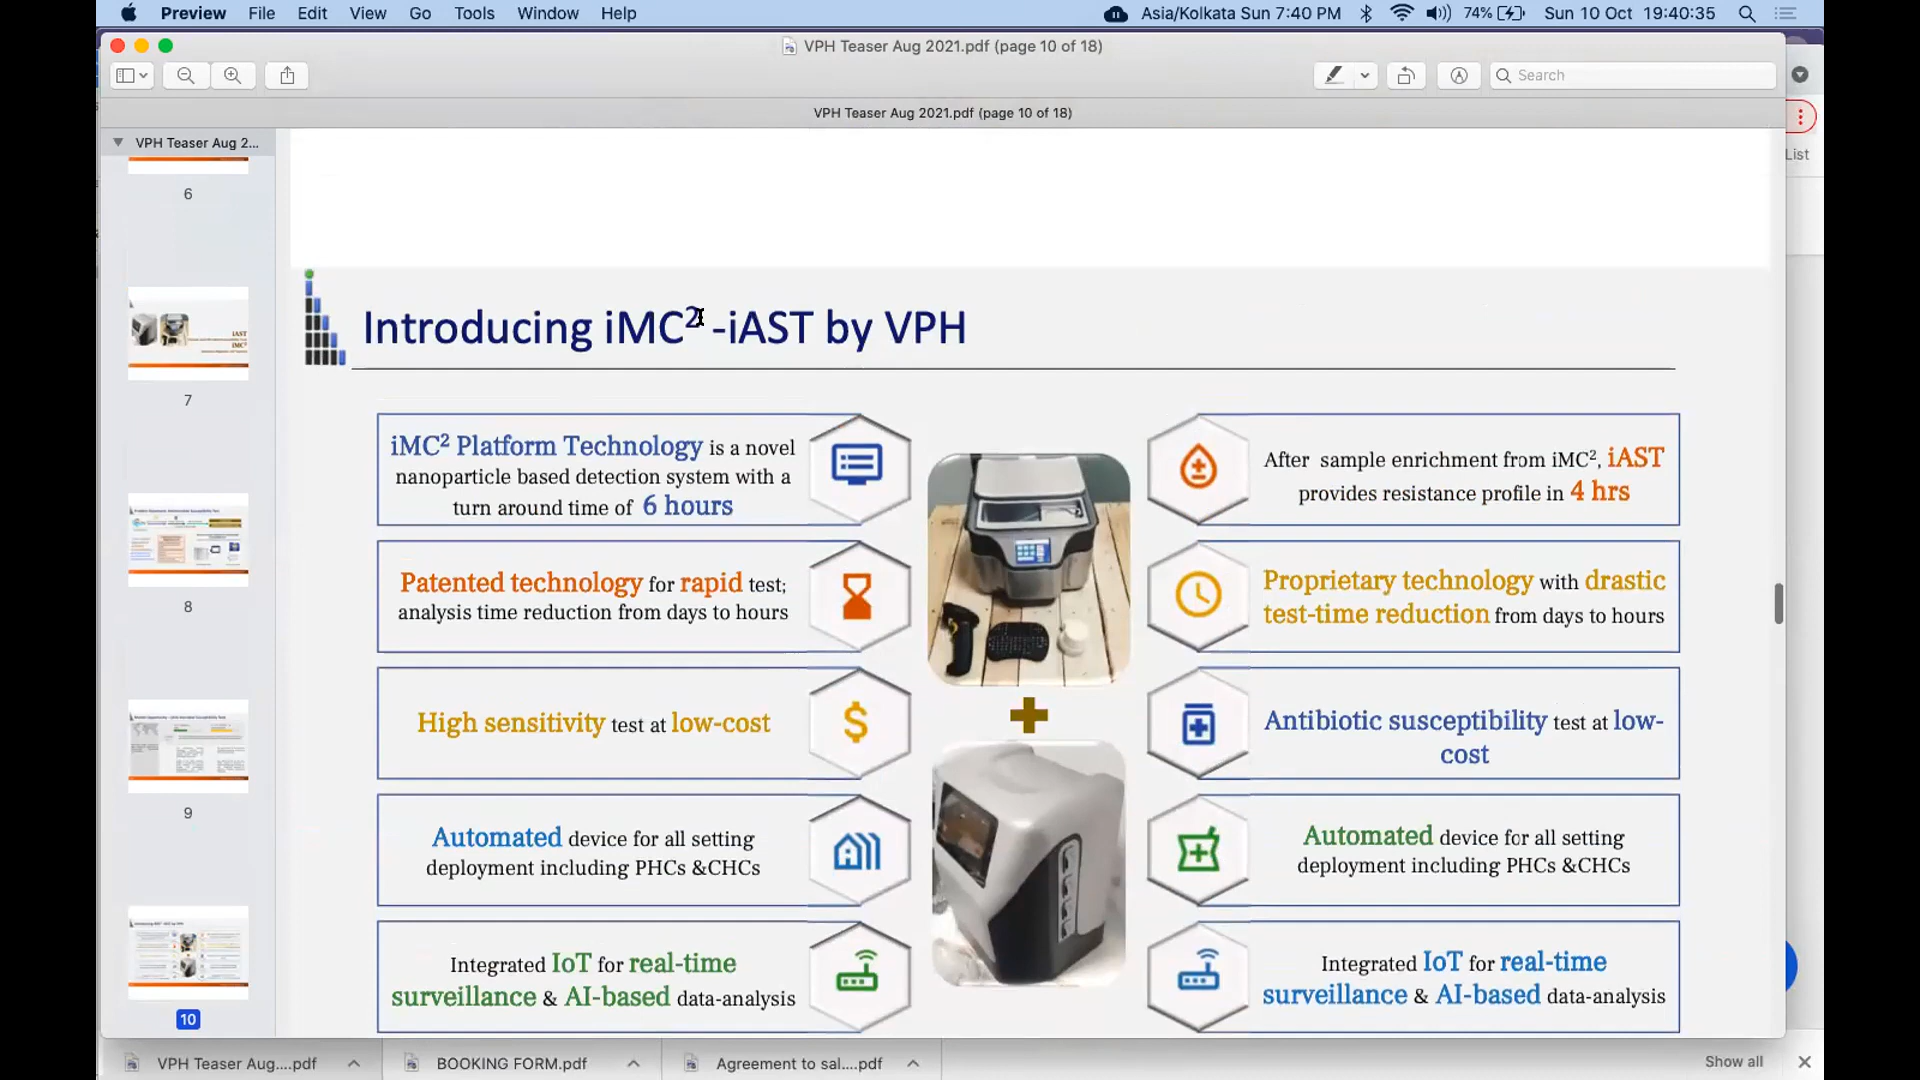 Preview File Edit View Go Tools Window Help Asia/Kolkata Sun 7:40 PM 74% Sun 10 Oct 19:40:35
VPH Teaser Aug 2021.pdf (page 10 of 18)
Search
VPH Teaser Aug 2021.pdf (page 10 of 18)
VPH Teaser Aug 2...
List
6
7
8
9
10
Introducing iMC² -iAST by VPH
iMC² Platform Technology is a novel
nanoparticle based detection system with a
turn around time of 6 hours
Patented technology for rapid test;
analysis time reduction from days to hours
High sensitivity test at low-cost
Automated device for all setting
deployment including PHCs &CHCs
Integrated IoT for real-time
surveillance & AI-based data-analysis
After sample enrichment from iMC², iAST
provides resistance profile in 4 hrs
Proprietary technology with drastic
test-time reduction from days to hours
Antibiotic susceptibility test at low-
cost
Automated device for all setting
deployment including PHCs &CHCs
Integrated IoT for real-time
surveillance & AI-based data-analysis
VPH Teaser Aug....pdf BOOKING FORM.pdf Agreement to sal....pdf Show all